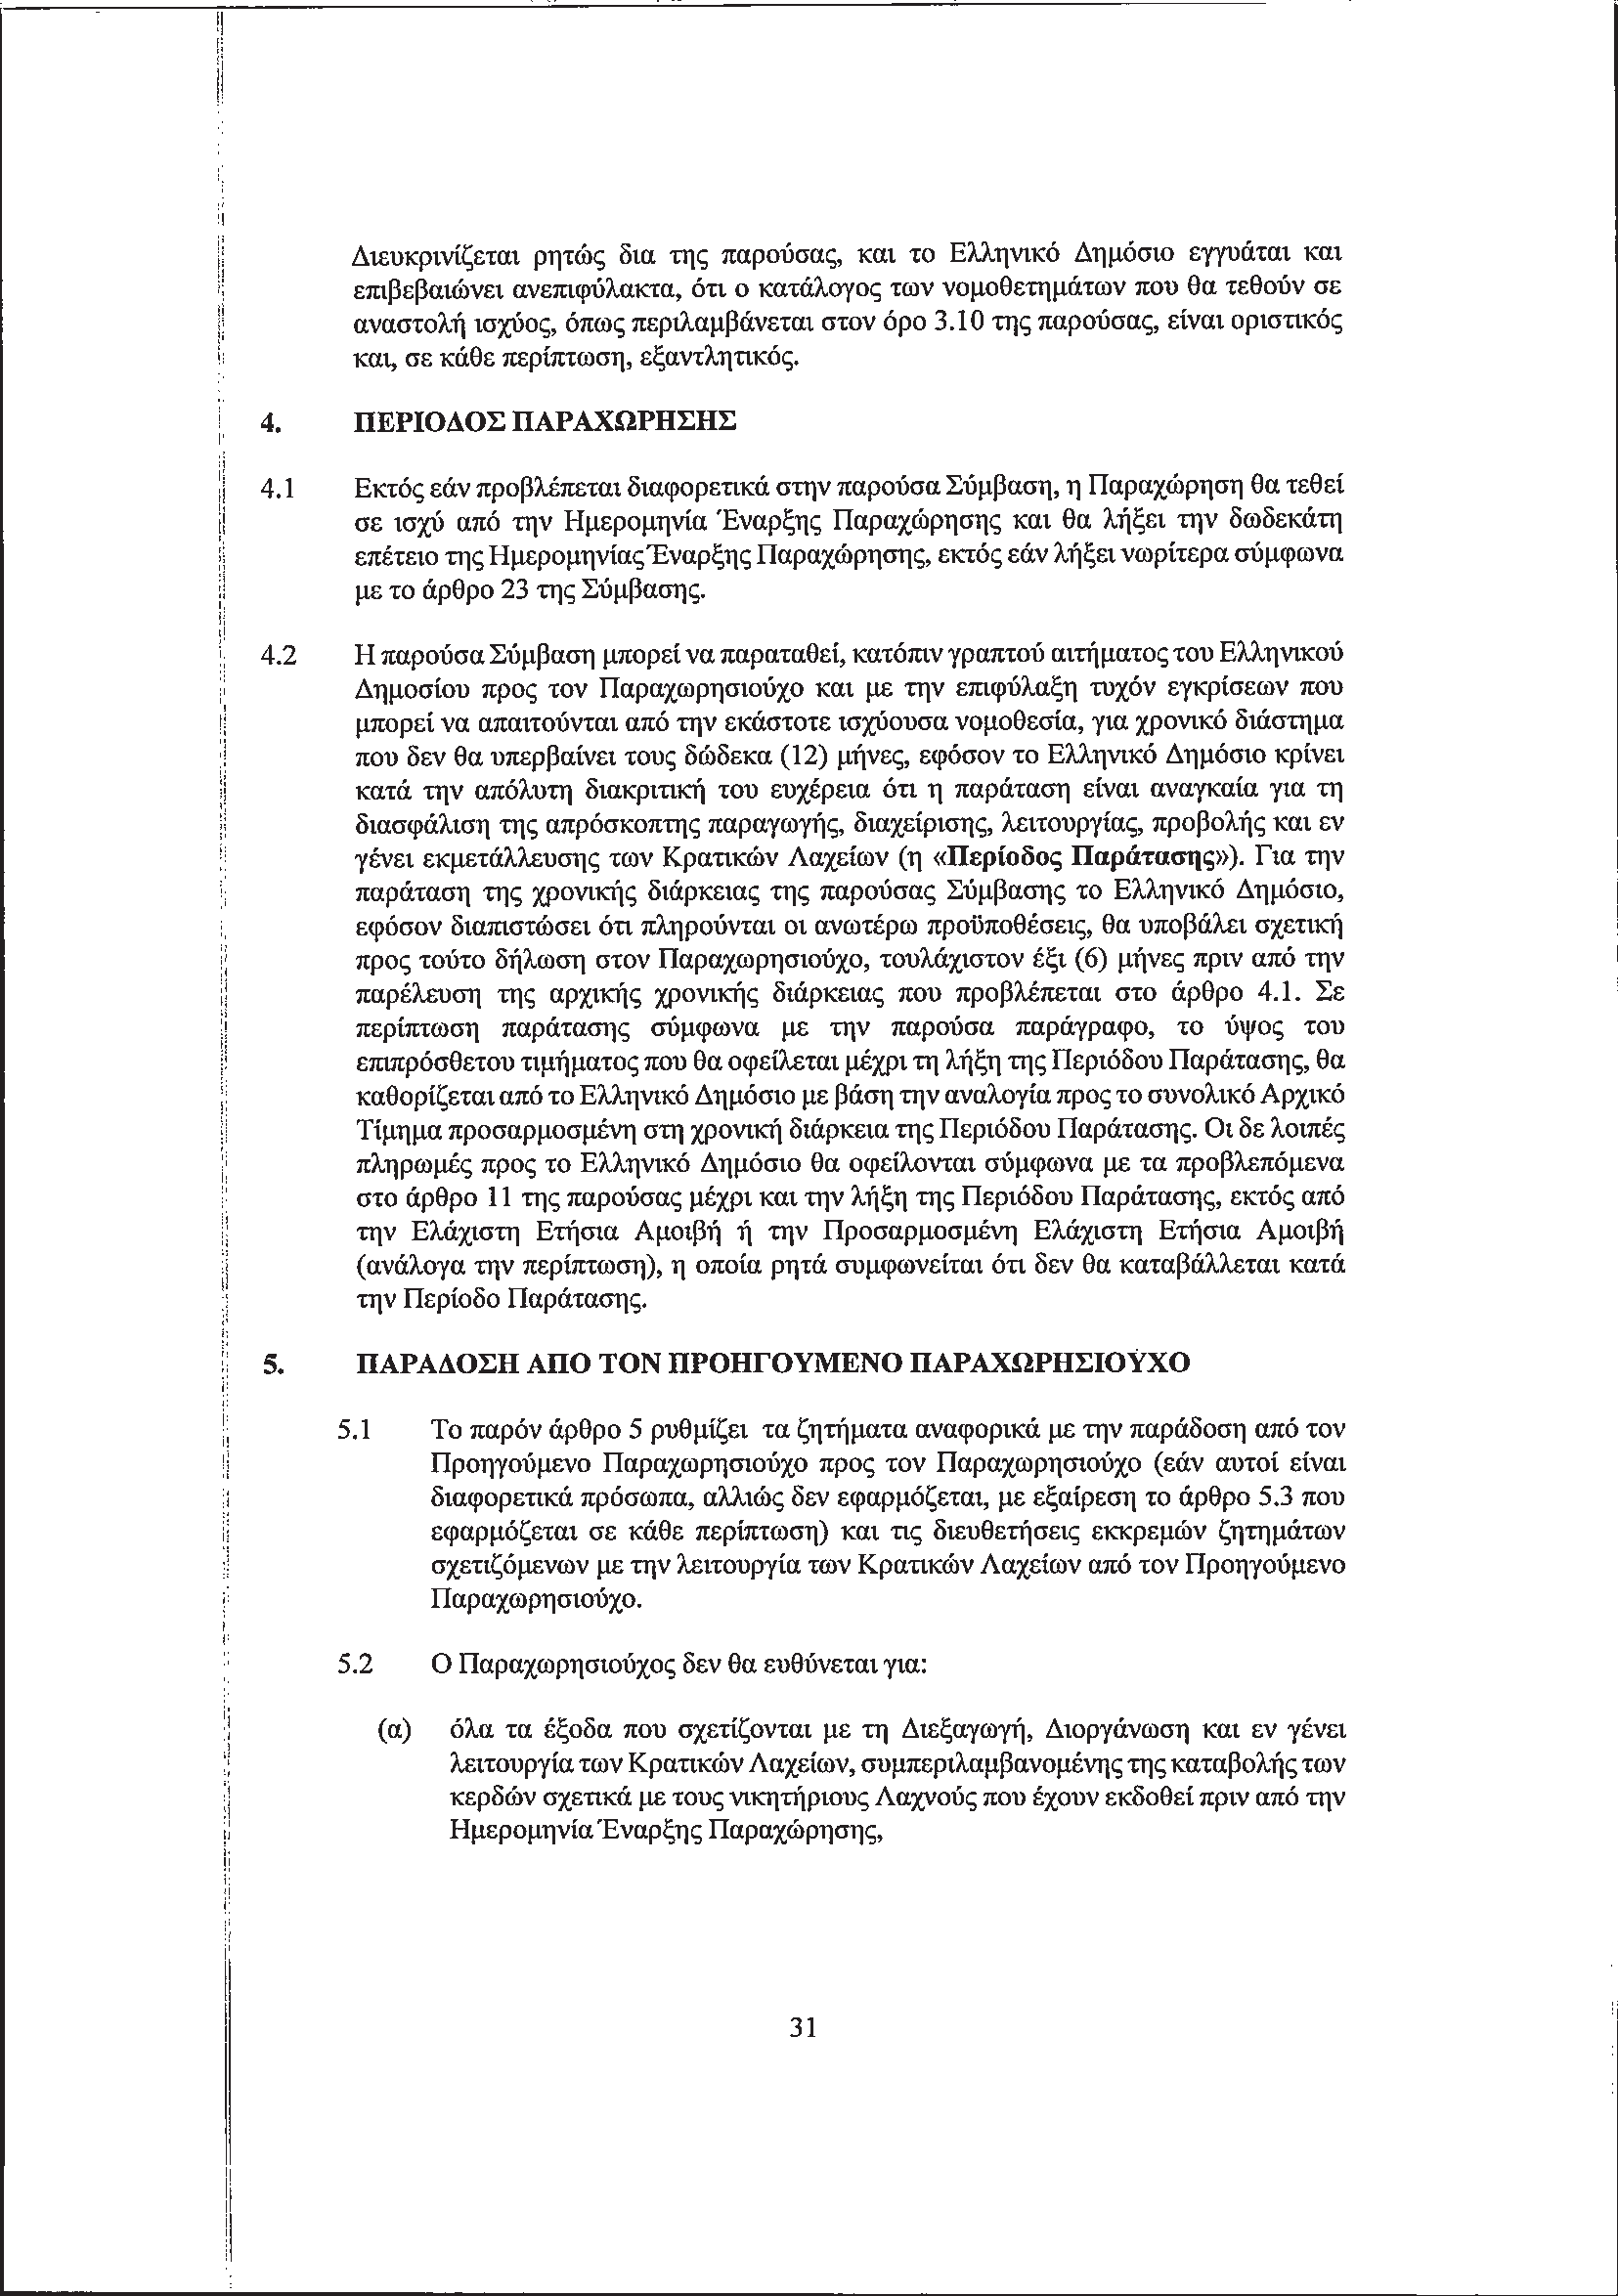 Διευκρινίζεται ρητώς δια της παρούσας, και το Ελληνικό Δημόσιο εγγυάται και
επιβεβαιώνει ανεπιφύλακτα, ότι ο κατάλογος των νομοθετημάτων που θα τεθούν σε
αναστολή ισχύος, όπως περιλαμβάνεται στον όρο 3.10 της παρούσας, είναι οριστικός
και, σε κάθε περίπτωση, εξαντλητικός.
4. ΠΕΡΙΟΔΟΣ ΠΑΡΑΧΩΡΗΣΗΣ
4.1 Εκτός εάν προβλέπεται διαφορετικά στην παρούσα Σύμβαση, η Παραχώρηση θα τεθεί
σε ισχύ από την Ημερομηνία Έναρξης Παραχώρησης και θα λήξει την δωδεκάτη
επέτειο της Ημερομηνίας Έναρξης Παραχώρησης, εκτός εάν λήξει νωρίτερα σύμφωνα
με το άρθρο 23 της Σύμβασης.
4.2 Η παρούσα Σύμβαση μπορεί να παραταθεί, κατόπιν γραπτού αιτήματος του Ελληνικού
Δημοσίου προς τον Παραχωρησιούχο και με την επιφύλαξη τυχόν εγκρίσεων που
μπορεί να απαιτούνται από την εκάστοτε ισχύουσα νομοθεσία, για χρονικό διάστημα
που δεν θα υπερβαίνει τους δώδεκα (12) μήνες, εφόσον το Ελληνικό Δημόσιο κρίνει
κατά την απόλυτη διακριτική του ευχέρεια ότι η παράταση είναι αναγκαία για τη
διασφάλιση της απρόσκοπτης παραγωγής, διαχείρισης, λειτουργίας, προβολής και εν
γένει εκμετάλλευσης των Κρατικών Λαχείων (η «Περίοδος Παράτασης»). Για την
παράταση της χρονικής διάρκειας της παρούσας Σύμβασης το Ελληνικό Δημόσιο,
εφόσον διαπιστώσει ότι πληρούνται οι ανωτέρω προϋποθέσεις, θα υποβάλει σχετική
προς τούτο δήλωση στον Παραχωρησιούχο, τουλάχιστον έξι (6) μήνες πριν από την
παρέλευση της αρχικής χρονικής διάρκειας που προβλέπεται στο άρθρο 4.1. Σε
περίπτωση παράτασης σύμφωνα με την παρούσα παράγραφο, το ύψος του
επιπρόσθετου τιμήματος που θα οφείλεται μέχρι τη λήξη της Περιόδου Παράτασης, θα
καθορίζεται από το Ελληνικό Δημόσιο με βάση την αναλογία προς το συνολικό Αρχικό
Τίμημα προσαρμοσμένη στη χρονική διάρκεια της Περιόδου Παράτασης. Οι δε λοιπές
πληρωμές προς το Ελληνικό Δημόσιο θα οφείλονται σύμφωνα με τα προβλεπόμενα
στο άρθρο 11 της παρούσας μέχρι και την λήξη της Περιόδου Παράτασης, εκτός από
την Ελάχιστη Ετήσια Αμοιβή ή την Προσαρμοσμένη Ελάχιστη Ετήσια Αμοιβή
(ανάλογα την περίπτωση), η οποία ρητά συμφωνείται ότι δεν θα καταβάλλεται κατά
την Περίοδο Παράτασης.
5. ΠΑΡΑΔΟΣΗ ΑΠΟ ΤΟΝ ΠΡΟΗΓΟΥΜΕΝΟ ΠΑΡΑΧΩΡΗΣΙΟΥΧΟ
5.1 Το παρόν άρθρο 5 ρυθμίζει τα ζητήματα αναφορικά με την παράδοση από τον
Προηγούμενο Παραχωρησιούχο προς τον Παραχωρησιούχο (εάν αυτοί είναι
διαφορετικά πρόσωπα, αλλιώς δεν εφαρμόζεται, με εξαίρεση το άρθρο 5.3 που
εφαρμόζεται σε κάθε περίπτωση) και τις διευθετήσεις εκκρεμών ζητημάτων
σχετιζόμενων με την λειτουργία των Κρατικών Λαχείων από τον Προηγούμενο
Παραχωρησιούχο.
5.2 Ο Παραχωρησιούχος δεν θα ευθύνεται για:
(α) όλα τα έξοδα που σχετίζονται με τη Διεξαγωγή, Διοργάνωση και εν γένει
λειτουργία των Κρατικών Λαχείων, συμπεριλαμβανομένης της καταβολής των
κερδών σχετικά με τους νικητήριους Λαχνούς που έχουν εκδοθεί πριν από την
Ημερομηνία Έναρξης Παραχώρησης,
31